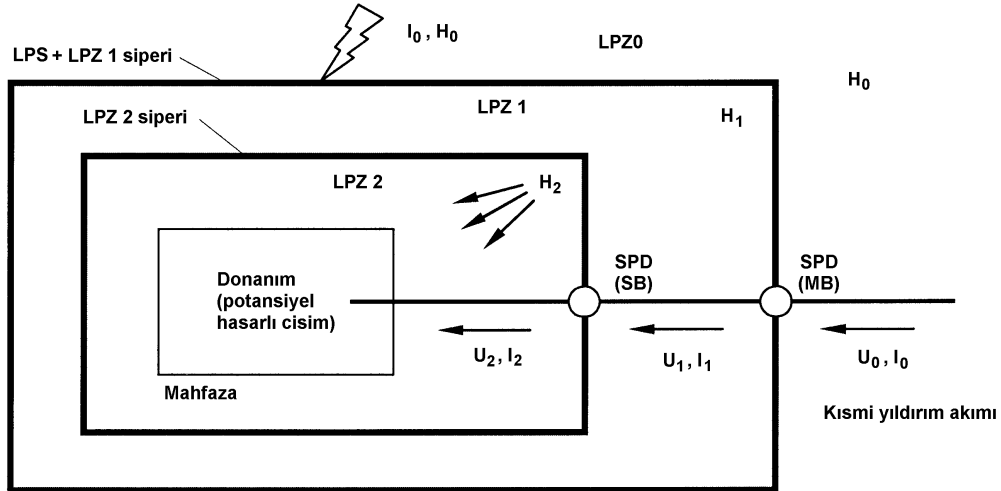 I0 , H0
LPZ0
LPS + LPZ 1 siperi
H0
LPZ 1
H1
LPZ 2 siperi
LPZ 2
H2
SPD
(SB)
SPD
(MB)
Donanım
(potansiyel
hasarlı cisim)
U2 , I2
U1 , I1
U0 , I0
Mahfaza
Kısmi yıldırım akımı